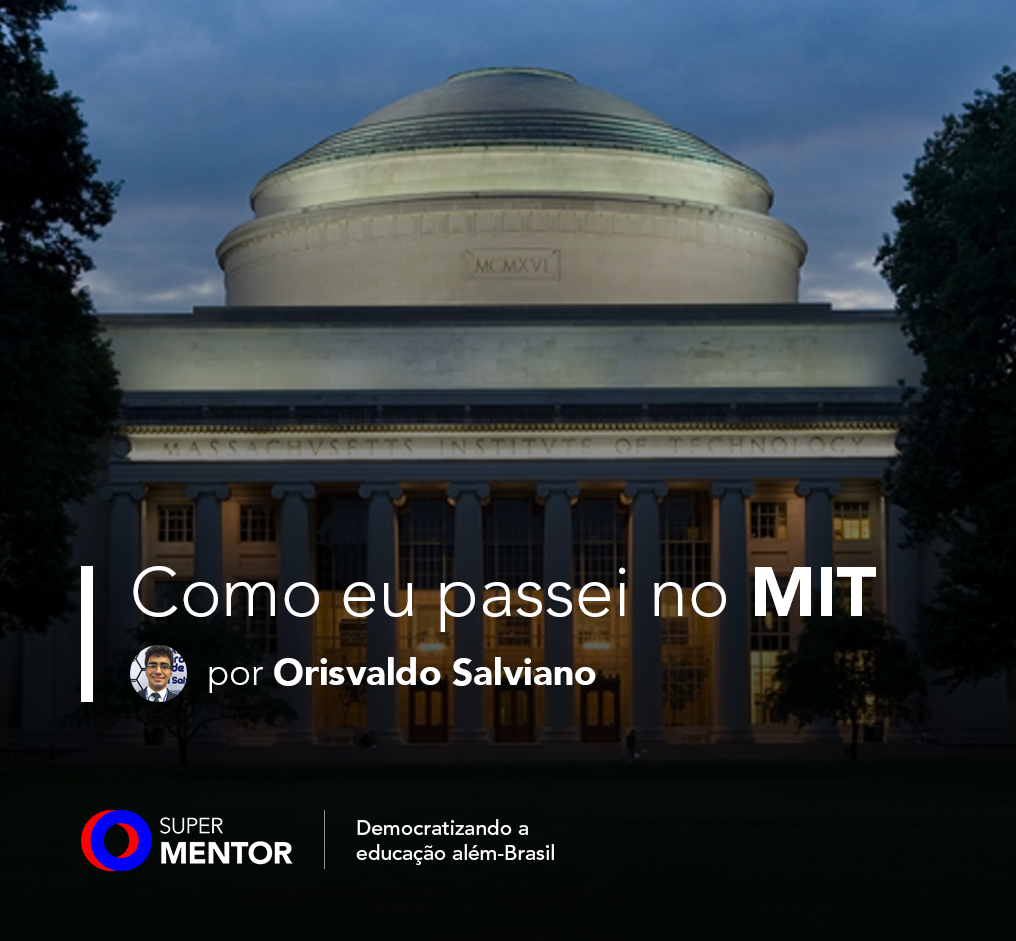 MCMXVI
MASSACHVSETTS INSTITVTE OF TECHNOLOGY
Como eu passei no MIT
por Orisvaldo Salviano
SUPER
MENTOR
Democratizando a
educação além-Brasil